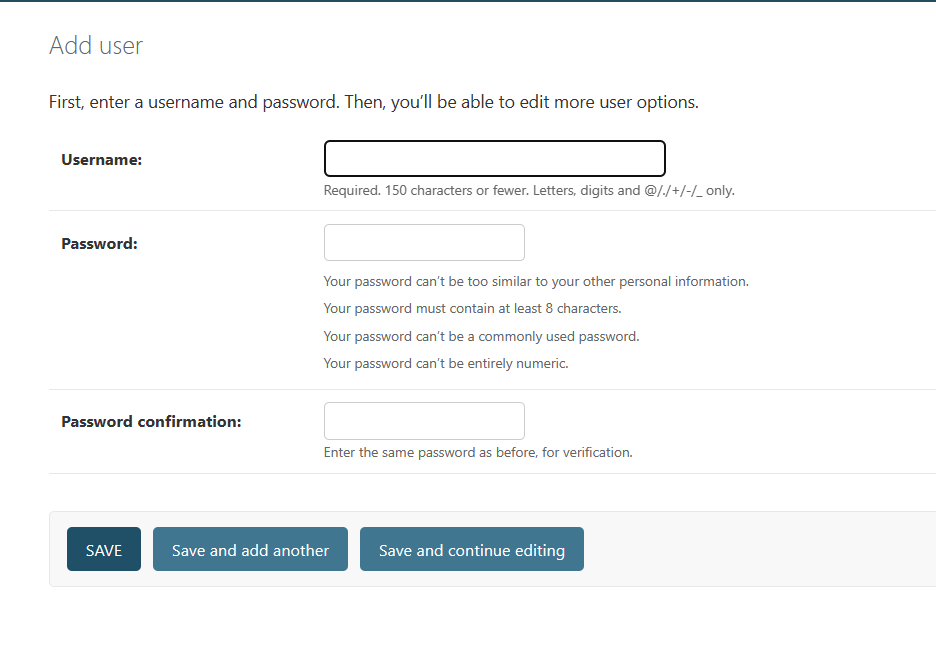 Add user
First, enter a username and password. Then, you’ll be able to edit more user options.
Username:
Required. 150 characters or fewer. Letters, digits and @/./+/-/_ only.
Password:
Your password can’t be too similar to your other personal information.
Your password must contain at least 8 characters.
Your password can’t be a commonly used password.
Your password can’t be entirely numeric.
Password confirmation:
Enter the same password as before, for verification.
SAVE
Save and add another
Save and continue editing